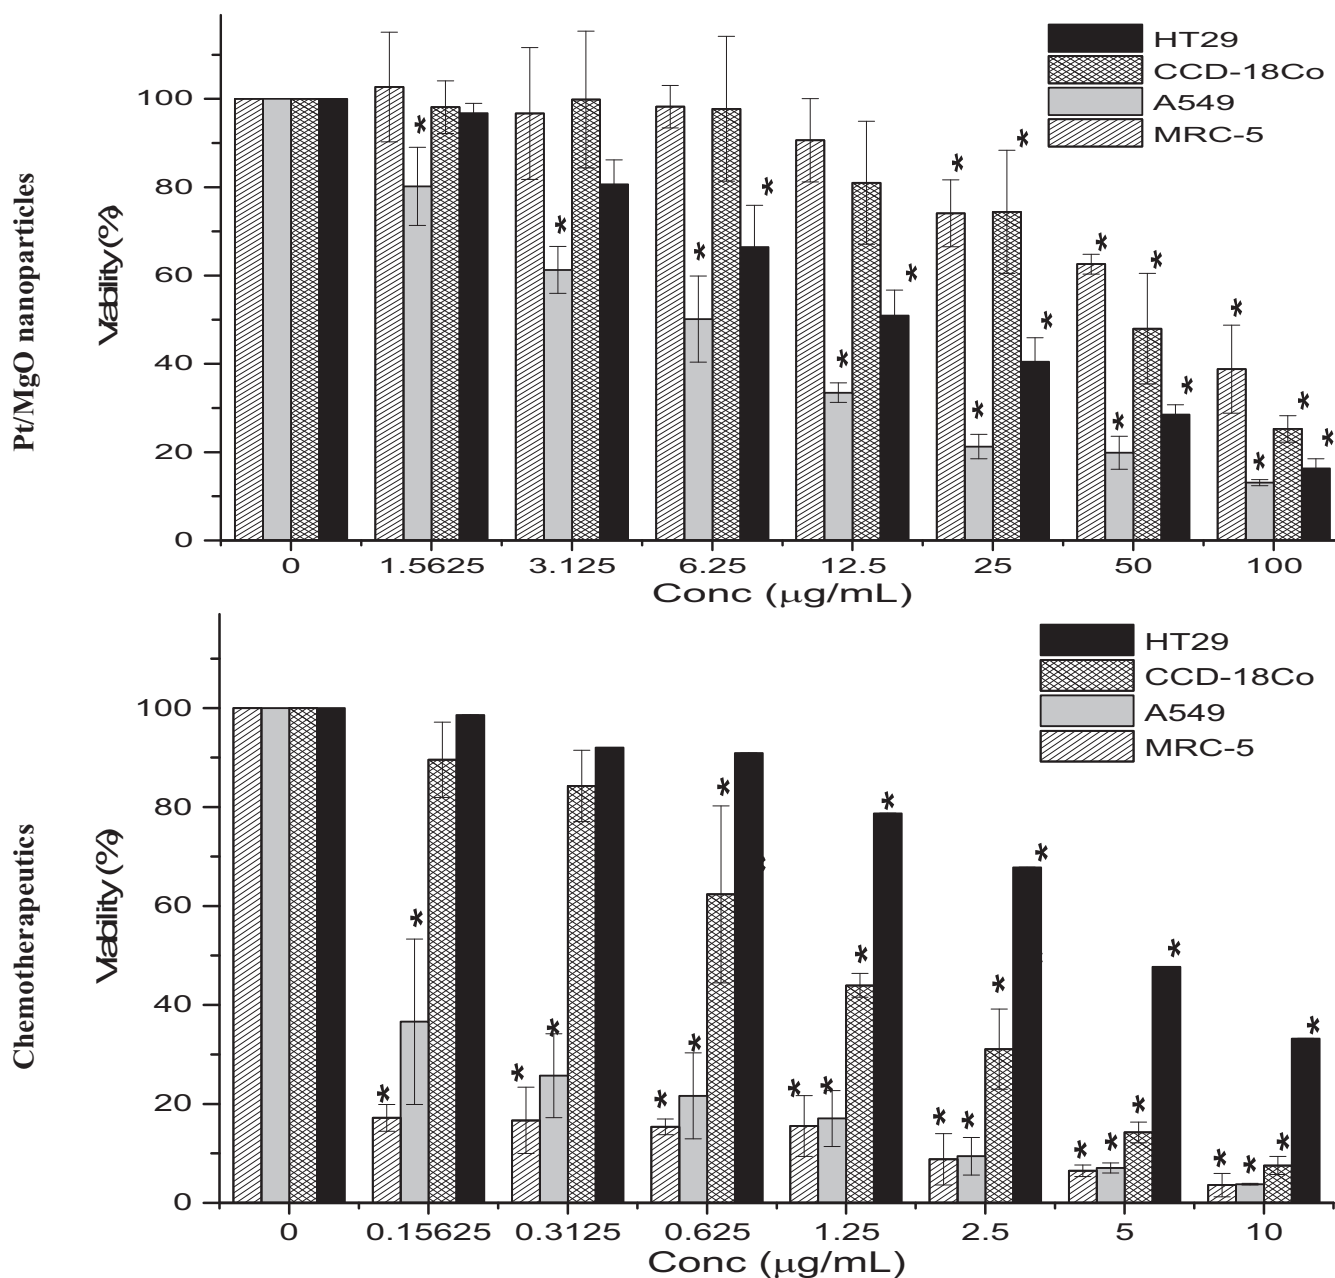 Pt/MgO nanoparticles
Viability (%)
100
80
60
40
20
0
HT29
CCD-18Co
A549
MRC-5
* * * * * * * * * * * * * * * * * *
0 1.5625 3.125 6.25 12.5 25 50 100
Conc (μg/mL)
Chemotherapeutics
Viability (%)
100
80
60
40
20
0
HT29
CCD-18Co
A549
MRC-5
* * * * * * * * * * * * * * * * * * * * * * *
0 0.15625 0.3125 0.625 1.25 2.5 5 10
Conc (μg/mL)